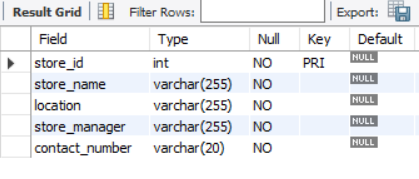 Result Grid Filter Rows: Export:
Field Type Null Key Default
store_id int NO PRI NULL
store_name varchar(255) NO NULL
location varchar(255) NO NULL
store_manager varchar(255) NO NULL
contact_number varchar(20) NO NULL